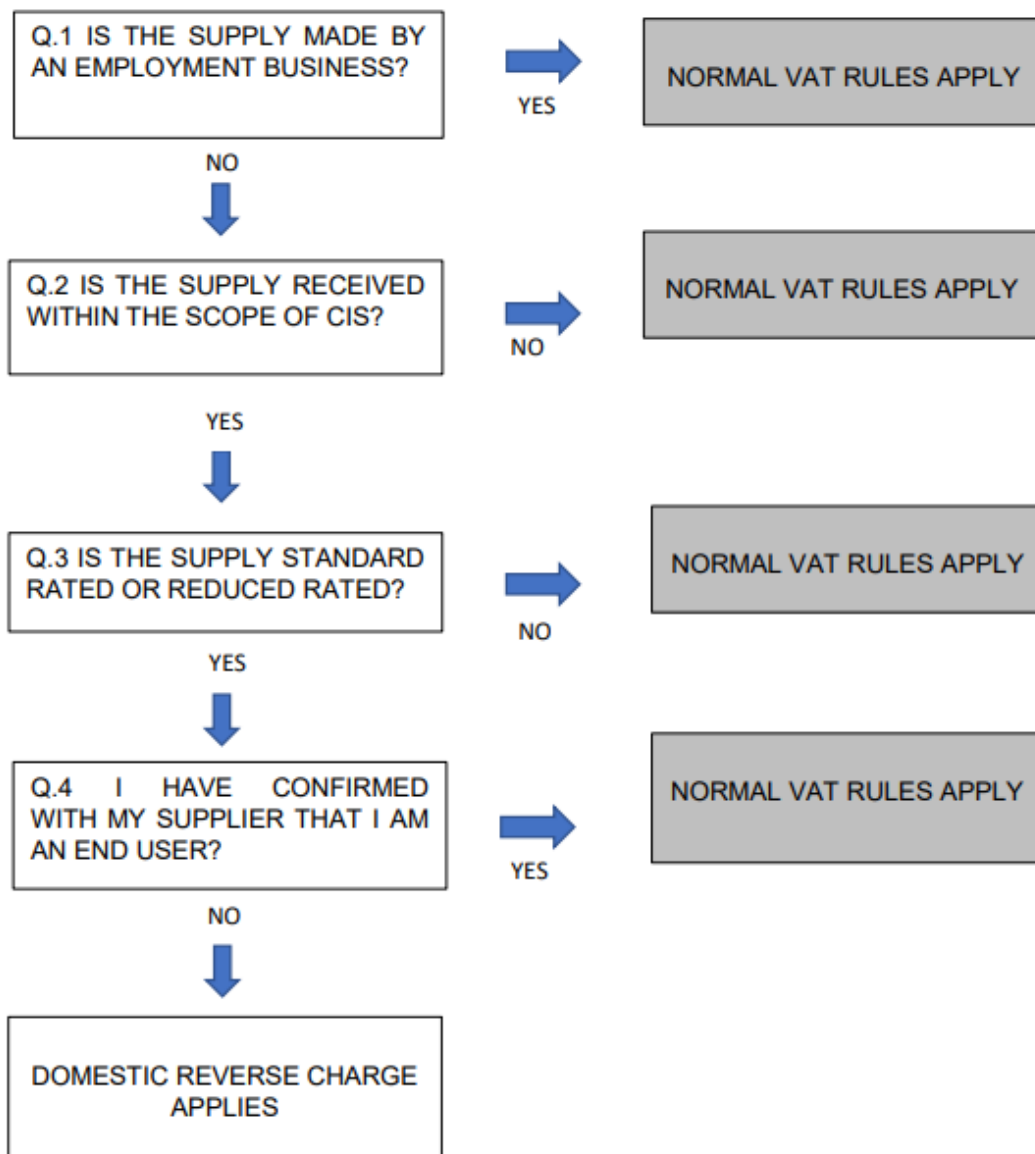 Q.1 IS THE SUPPLY MADE BY
AN EMPLOYMENT BUSINESS?
YES
NORMAL VAT RULES APPLY
NO
Q.2 IS THE SUPPLY RECEIVED
WITHIN THE SCOPE OF CIS?
NO
NORMAL VAT RULES APPLY
YES
Q.3 IS THE SUPPLY STANDARD
RATED OR REDUCED RATED?
NO
NORMAL VAT RULES APPLY
YES
Q.4 I HAVE CONFIRMED
WITH MY SUPPLIER THAT I AM
AN END USER?
YES
NORMAL VAT RULES APPLY
NO
DOMESTIC REVERSE CHARGE
APPLIES